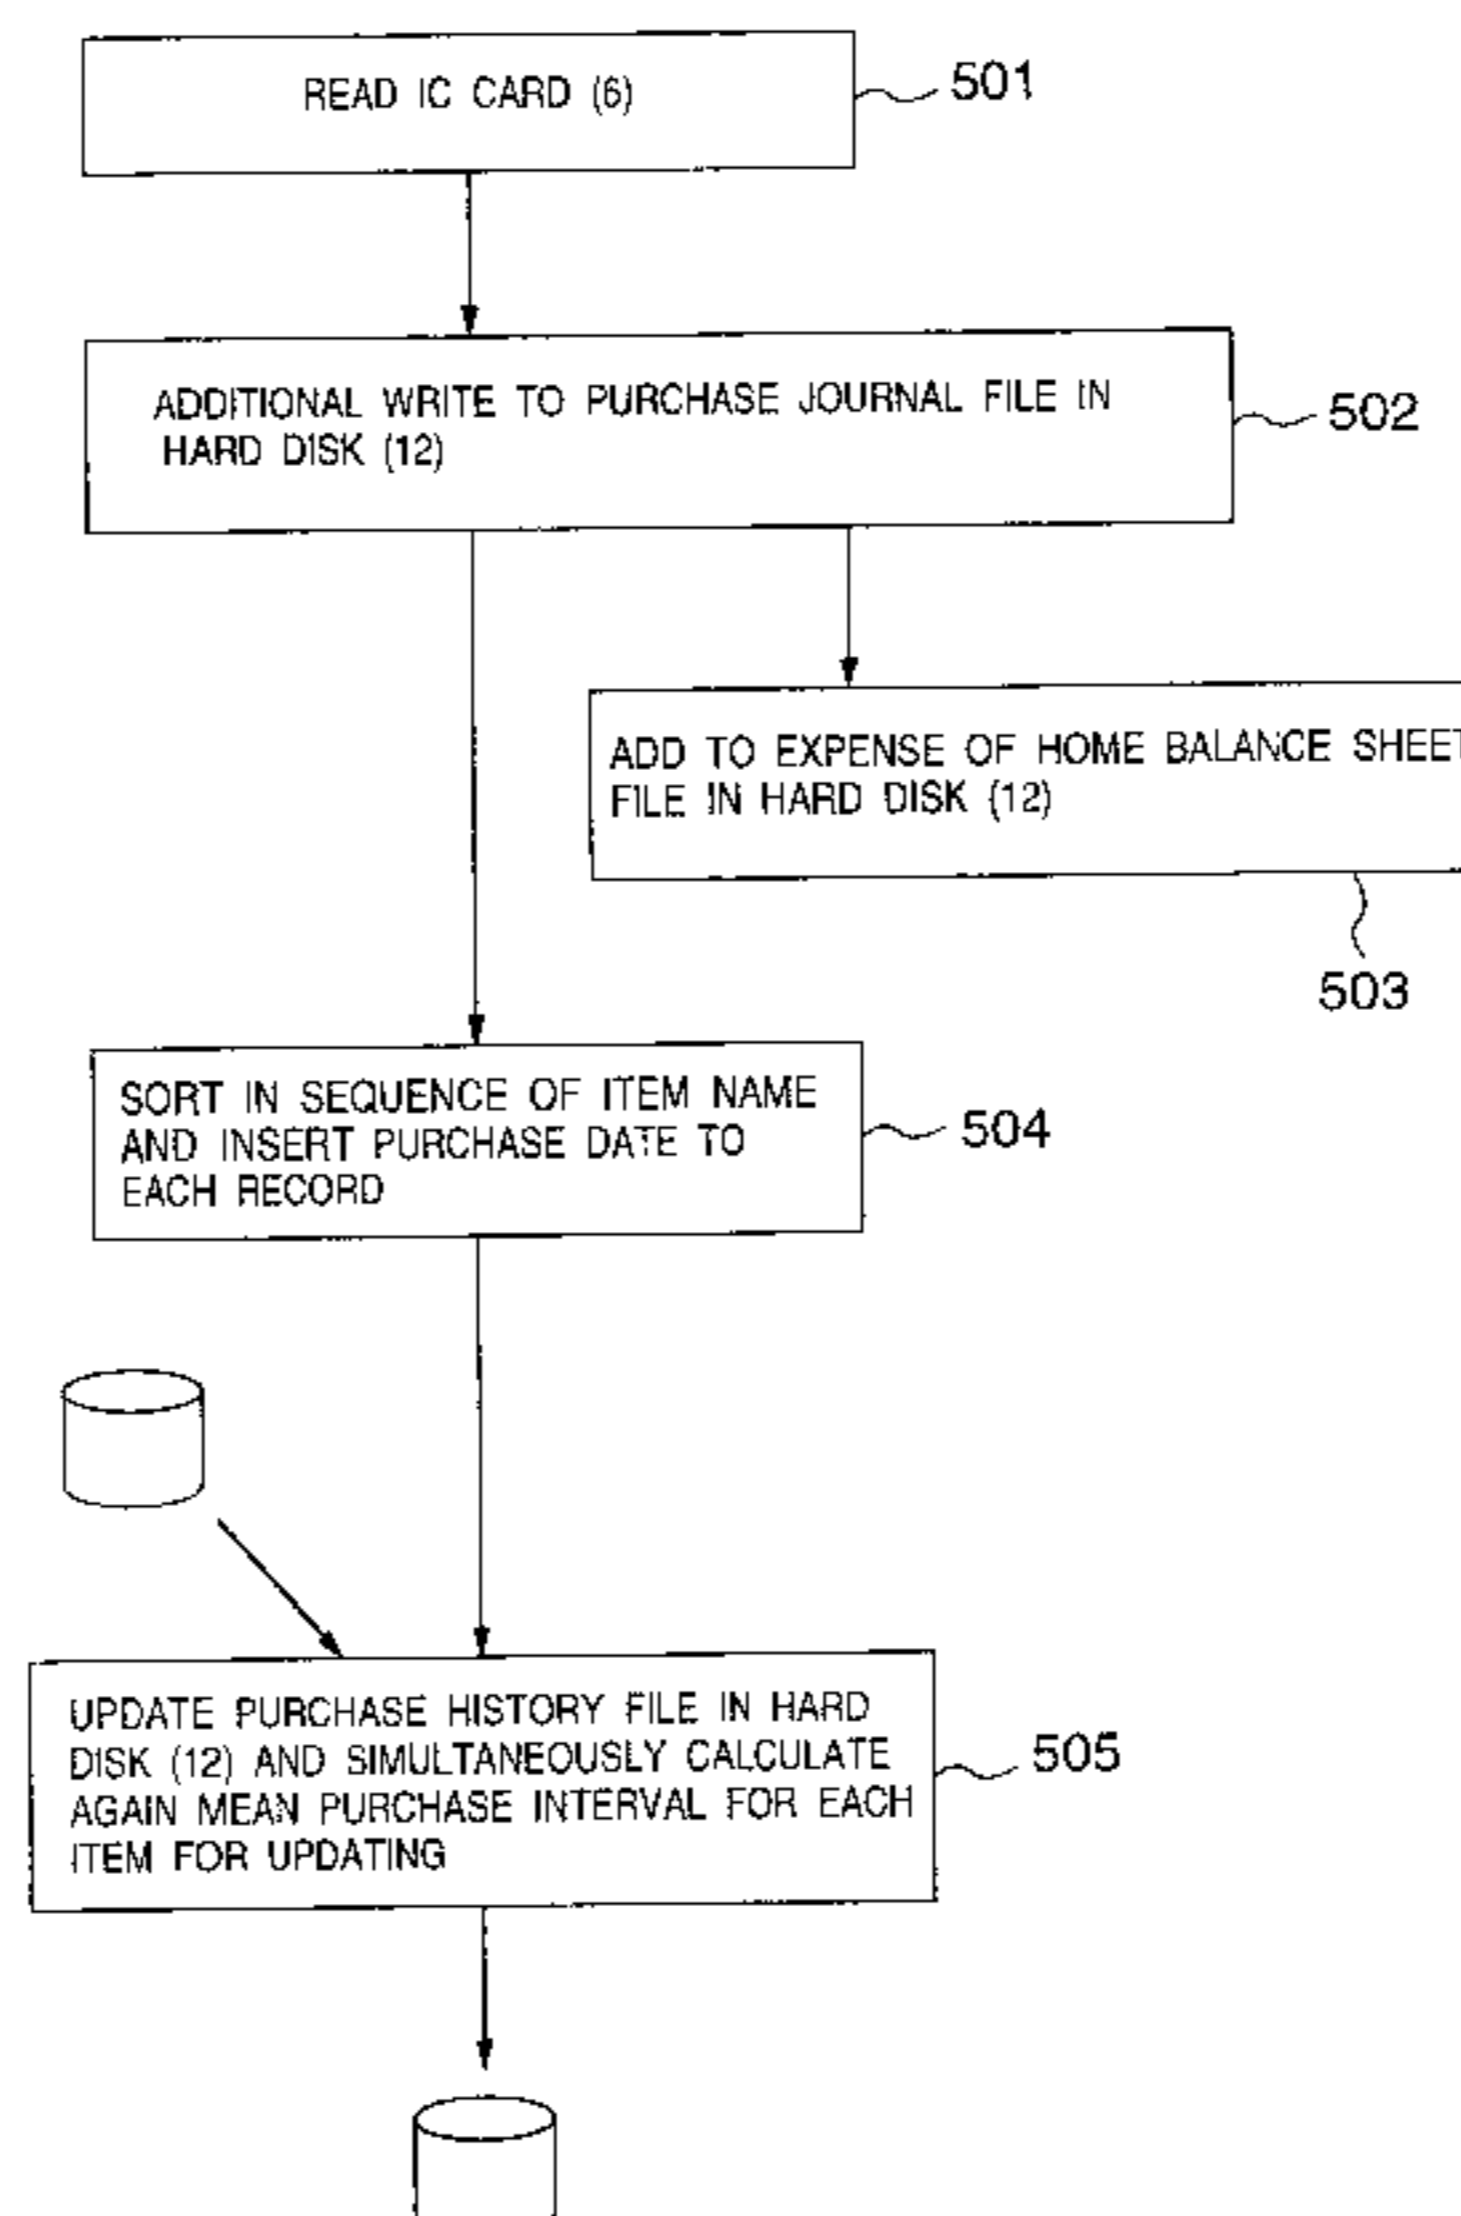 READ IC CARD (6)
501
ADDITIONAL WRITE TO PURCHASE JOURNAL FILE IN
HARD DISK (12)
502
ADD TO EXPENSE OF HOME BALANCE SHEET
FILE IN HARD DISK (12)
503
SORT IN SEQUENCE OF ITEM NAME
AND INSERT PURCHASE DATE TO
EACH RECORD
504
UPDATE PURCHASE HISTORY FILE IN HARD
DISK (12) AND SIMULTANEOUSLY CALCULATE
AGAIN MEAN PURCHASE INTERVAL FOR EACH
ITEM FOR UPDATING
505